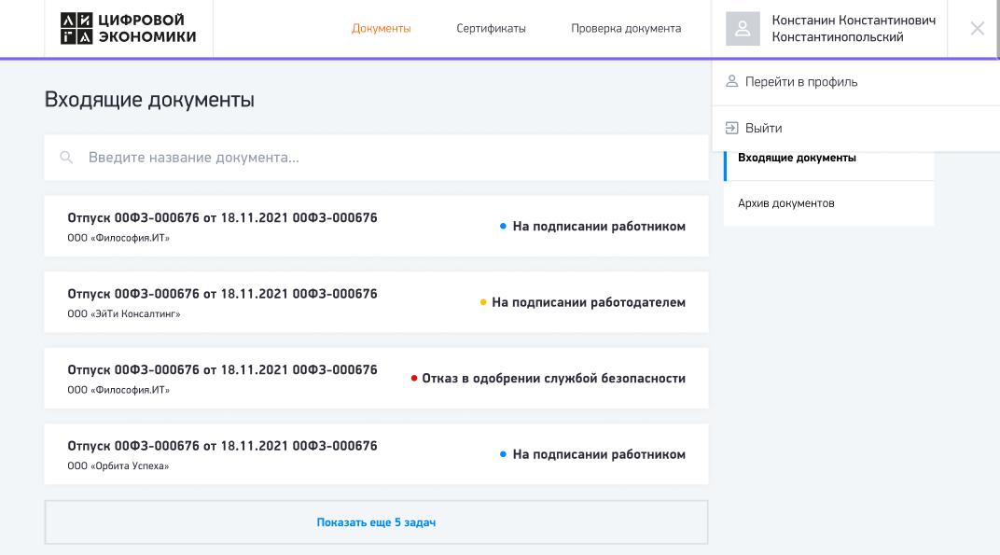 ЛИГА ЦИФРОВОЙ
ЭКОНОМИКИ
Документы
Сертификаты
Проверка документа
Констанин Константинович
Константинопольский
Перейти в профиль
Выйти
Входящие документы
Введите название документа...
Входящие документы
Архив документов
Отпуск 00ФЗ-000676 от 18.11.2021 00ФЗ-000676
ООО «Философия.ИТ»
На подписании работником
Отпуск 00ФЗ-000676 от 18.11.2021 00ФЗ-000676
ООО «ЭйТи Консалтинг»
На подписании работодателем
Отпуск 00ФЗ-000676 от 18.11.2021 00ФЗ-000676
ООО «Философия.ИТ»
Отказ в одобрении службой безопасности
Отпуск 00ФЗ-000676 от 18.11.2021 00ФЗ-000676
ООО «Орбита Успеха»
На подписании работником
Показать еще 5 задач